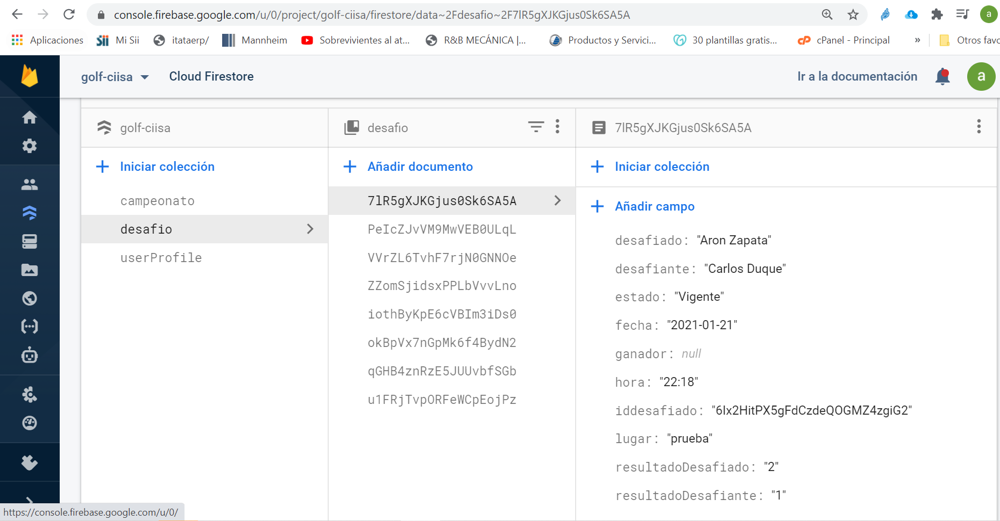 console.firebase.google.com/u/0/project/golf-ciisa/firestore/data~2Fdesafio~2F7lR5gXJKGjus0Sk6SA5A
a
Aplicaciones
Sii Mi Sii
itataerp/
Mannheim
Sobrevivientes al at...
R&B MECÁNICA |...
Productos y Servici...
30 plantillas gratis...
cP cPanel - Principal
»
Otros favo
golf-ciisa
Cloud Firestore
Ir a la documentación
a
golf-ciisa
Iniciar colección
campeonato
desafio
userProfile
desafio
Añadir documento
7lR5gXJKGjus0Sk6SA5A
PeIcZJvVM9MwVEB0ULqL
VVrZL6TvhF7rjN0GNNOe
ZZomSjidsxPPLbVvvLno
iothByKpE6cVBIm3iDs0
okBpVx7nGpMk6f4BydN2
qGHB4znRzE5JUUvbfSGb
u1FRjTvpORFeWCpEojPz
7lR5gXJKGjus0Sk6SA5A
Iniciar colección
Añadir campo
desafiado: "Aron Zapata"
desafiante: "Carlos Duque"
estado: "Vigente"
fecha: "2021-01-21"
ganador: null
hora: "22:18"
iddesafiado: "6Ix2HitPX5gFdCzdeQOGMZ4zgiG2"
lugar: "prueba"
resultadoDesafiado: "2"
resultadoDesafiante: "1"
https://console.firebase.google.com/u/0/